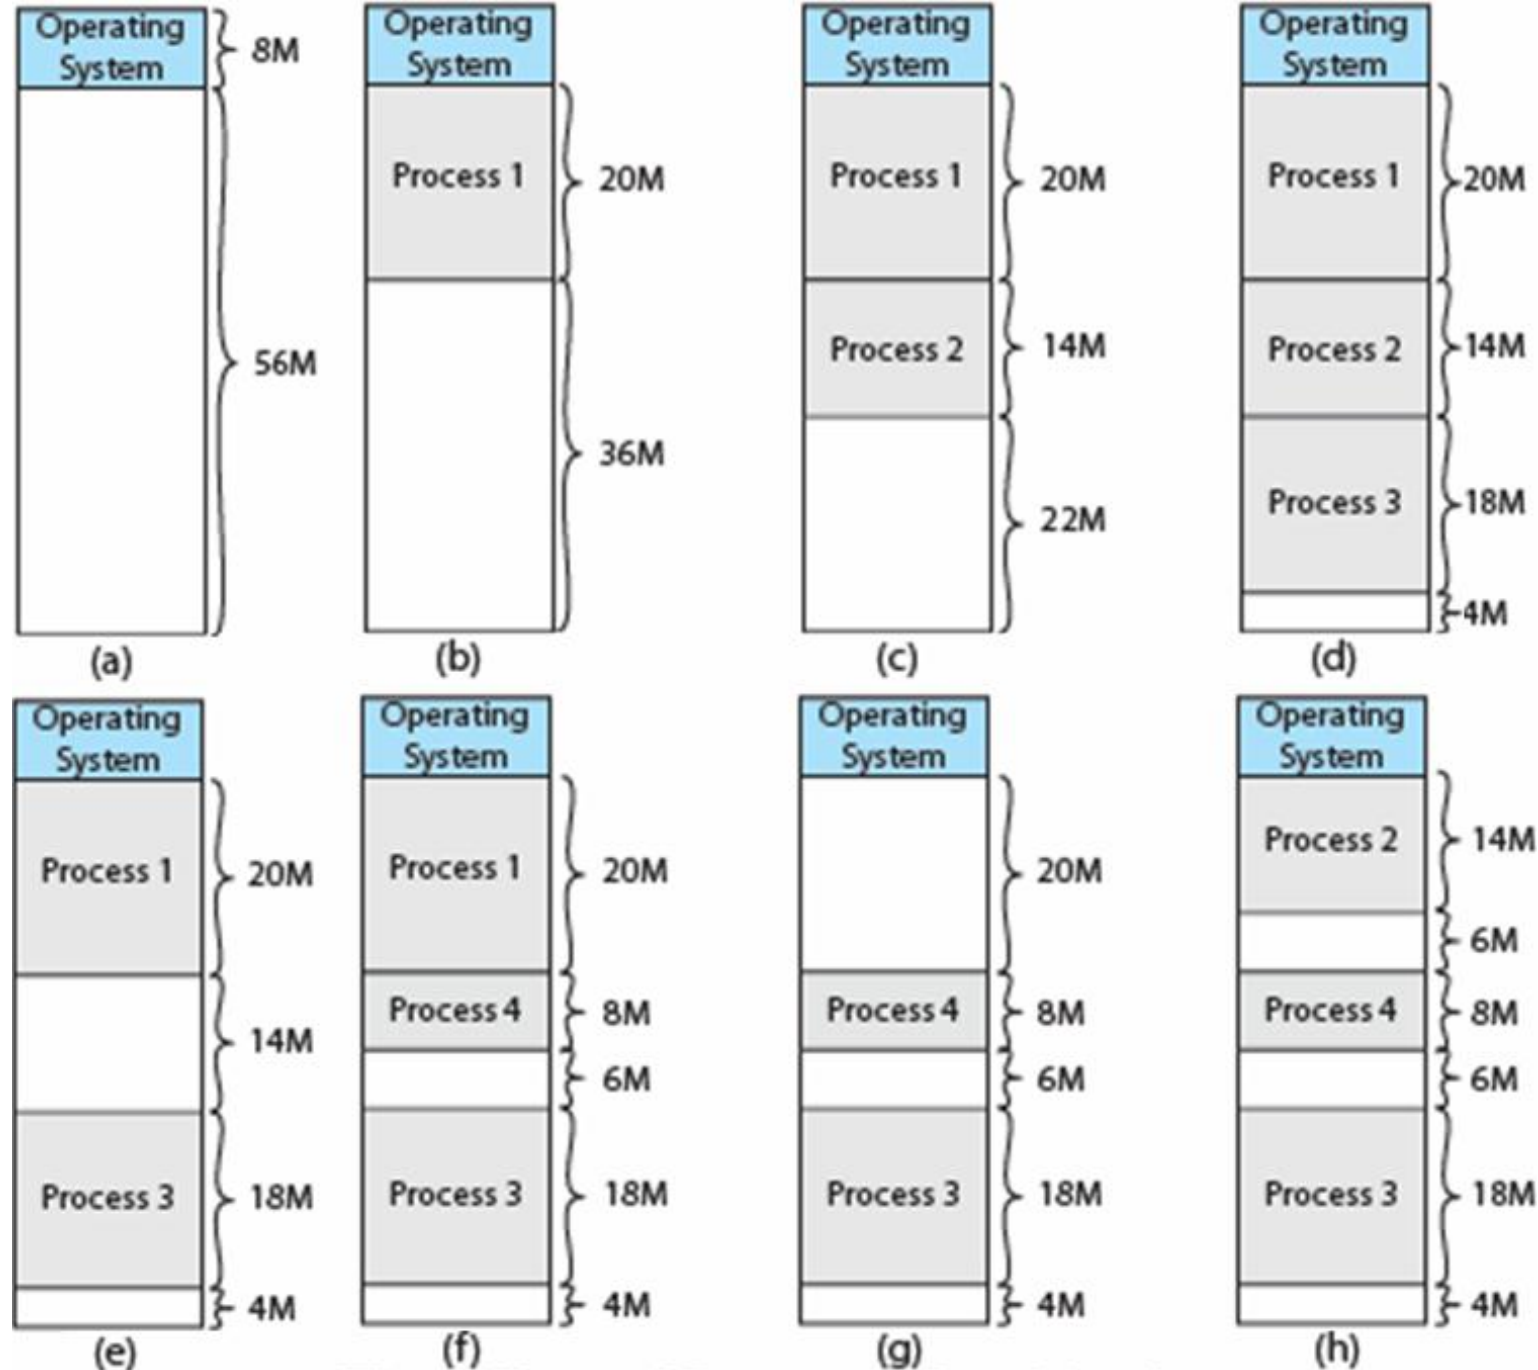 Operating
System
8M
56M
(a)
Operating
System
Process 1
20M
36M
(b)
Operating
System
Process 1
20M
Process 2
14M
22M
(c)
Operating
System
Process 1
20M
Process 2
14M
Process 3
18M
4M
(d)
Operating
System
Process 1
20M
14M
Process 3
18M
4M
(e)
Operating
System
Process 1
20M
Process 4
8M
6M
Process 3
18M
4M
(f)
Operating
System
20M
Process 4
8M
6M
Process 3
18M
4M
(g)
Operating
System
Process 2
14M
6M
Process 4
8M
6M
Process 3
18M
4M
(h)